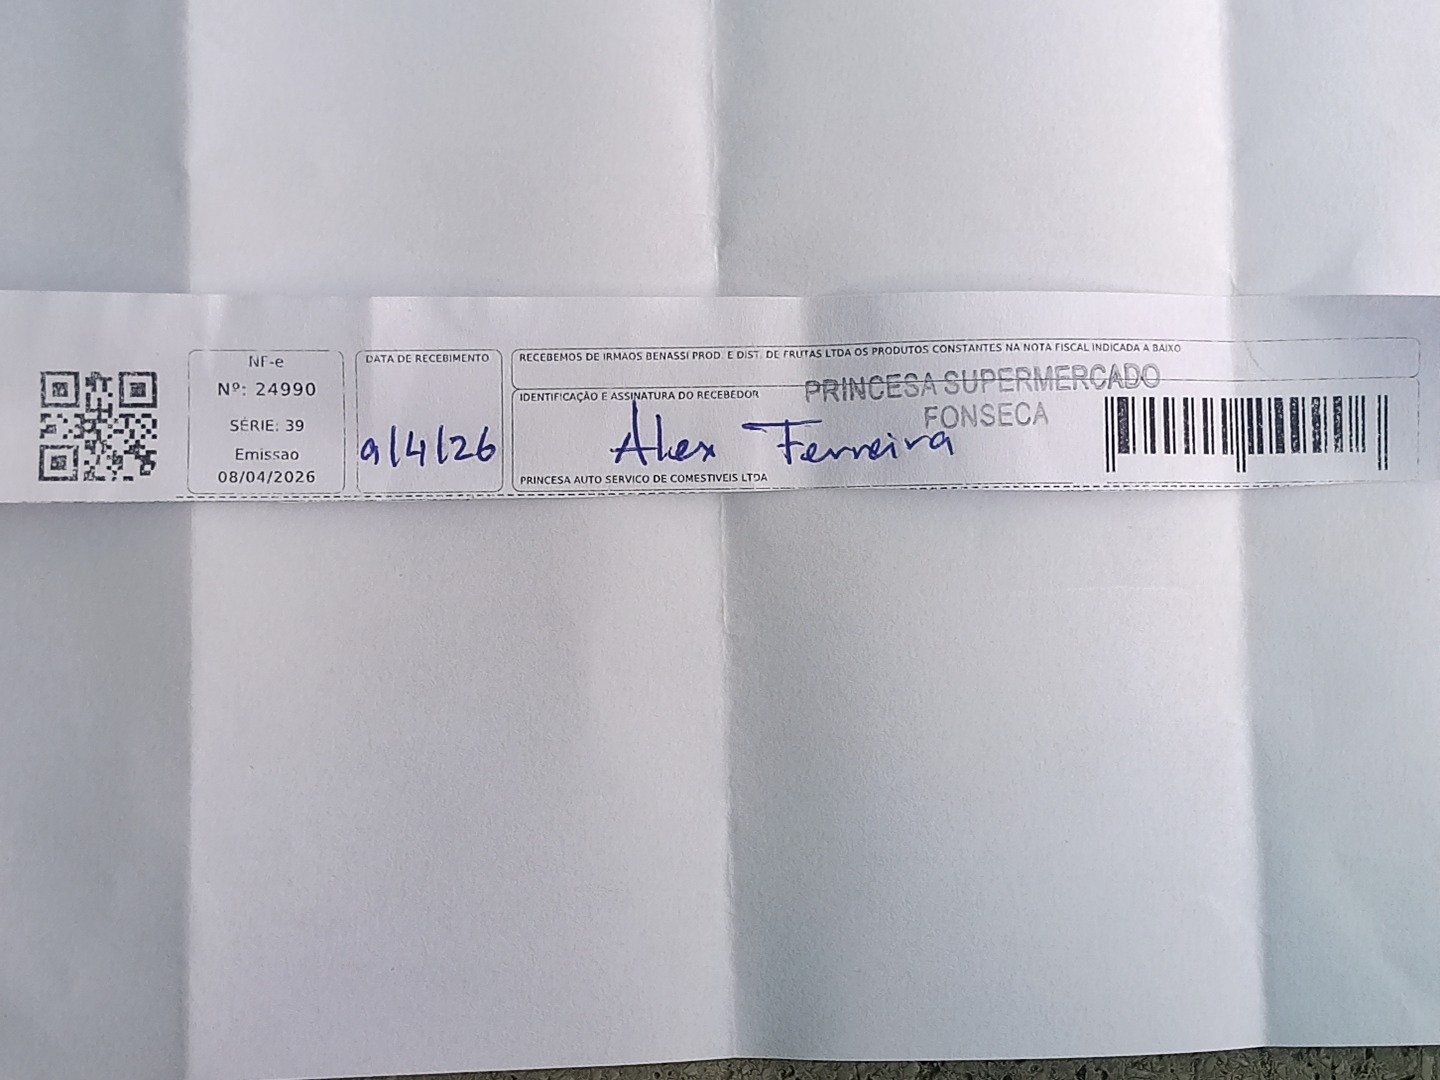 NF-e
Nº: 24990
SÉRIE: 39
Emissao
08/04/2026
DATA DE RECEBIMENTO
9/4/26
RECEBEMOS DE IRMAOS BENASSI PROD. E DIST. DE FRUTAS LTDA OS PRODUTOS CONSTANTES NA NOTA FISCAL INDICADA A BAIXO
IDENTIFICAÇÃO E ASSINATURA DO RECEBEDOR
PRINCESA SUPERMERCADO
FONSECA
Alex Ferreira
PRINCESA AUTO SERVICO DE COMESTIVEIS LTDA